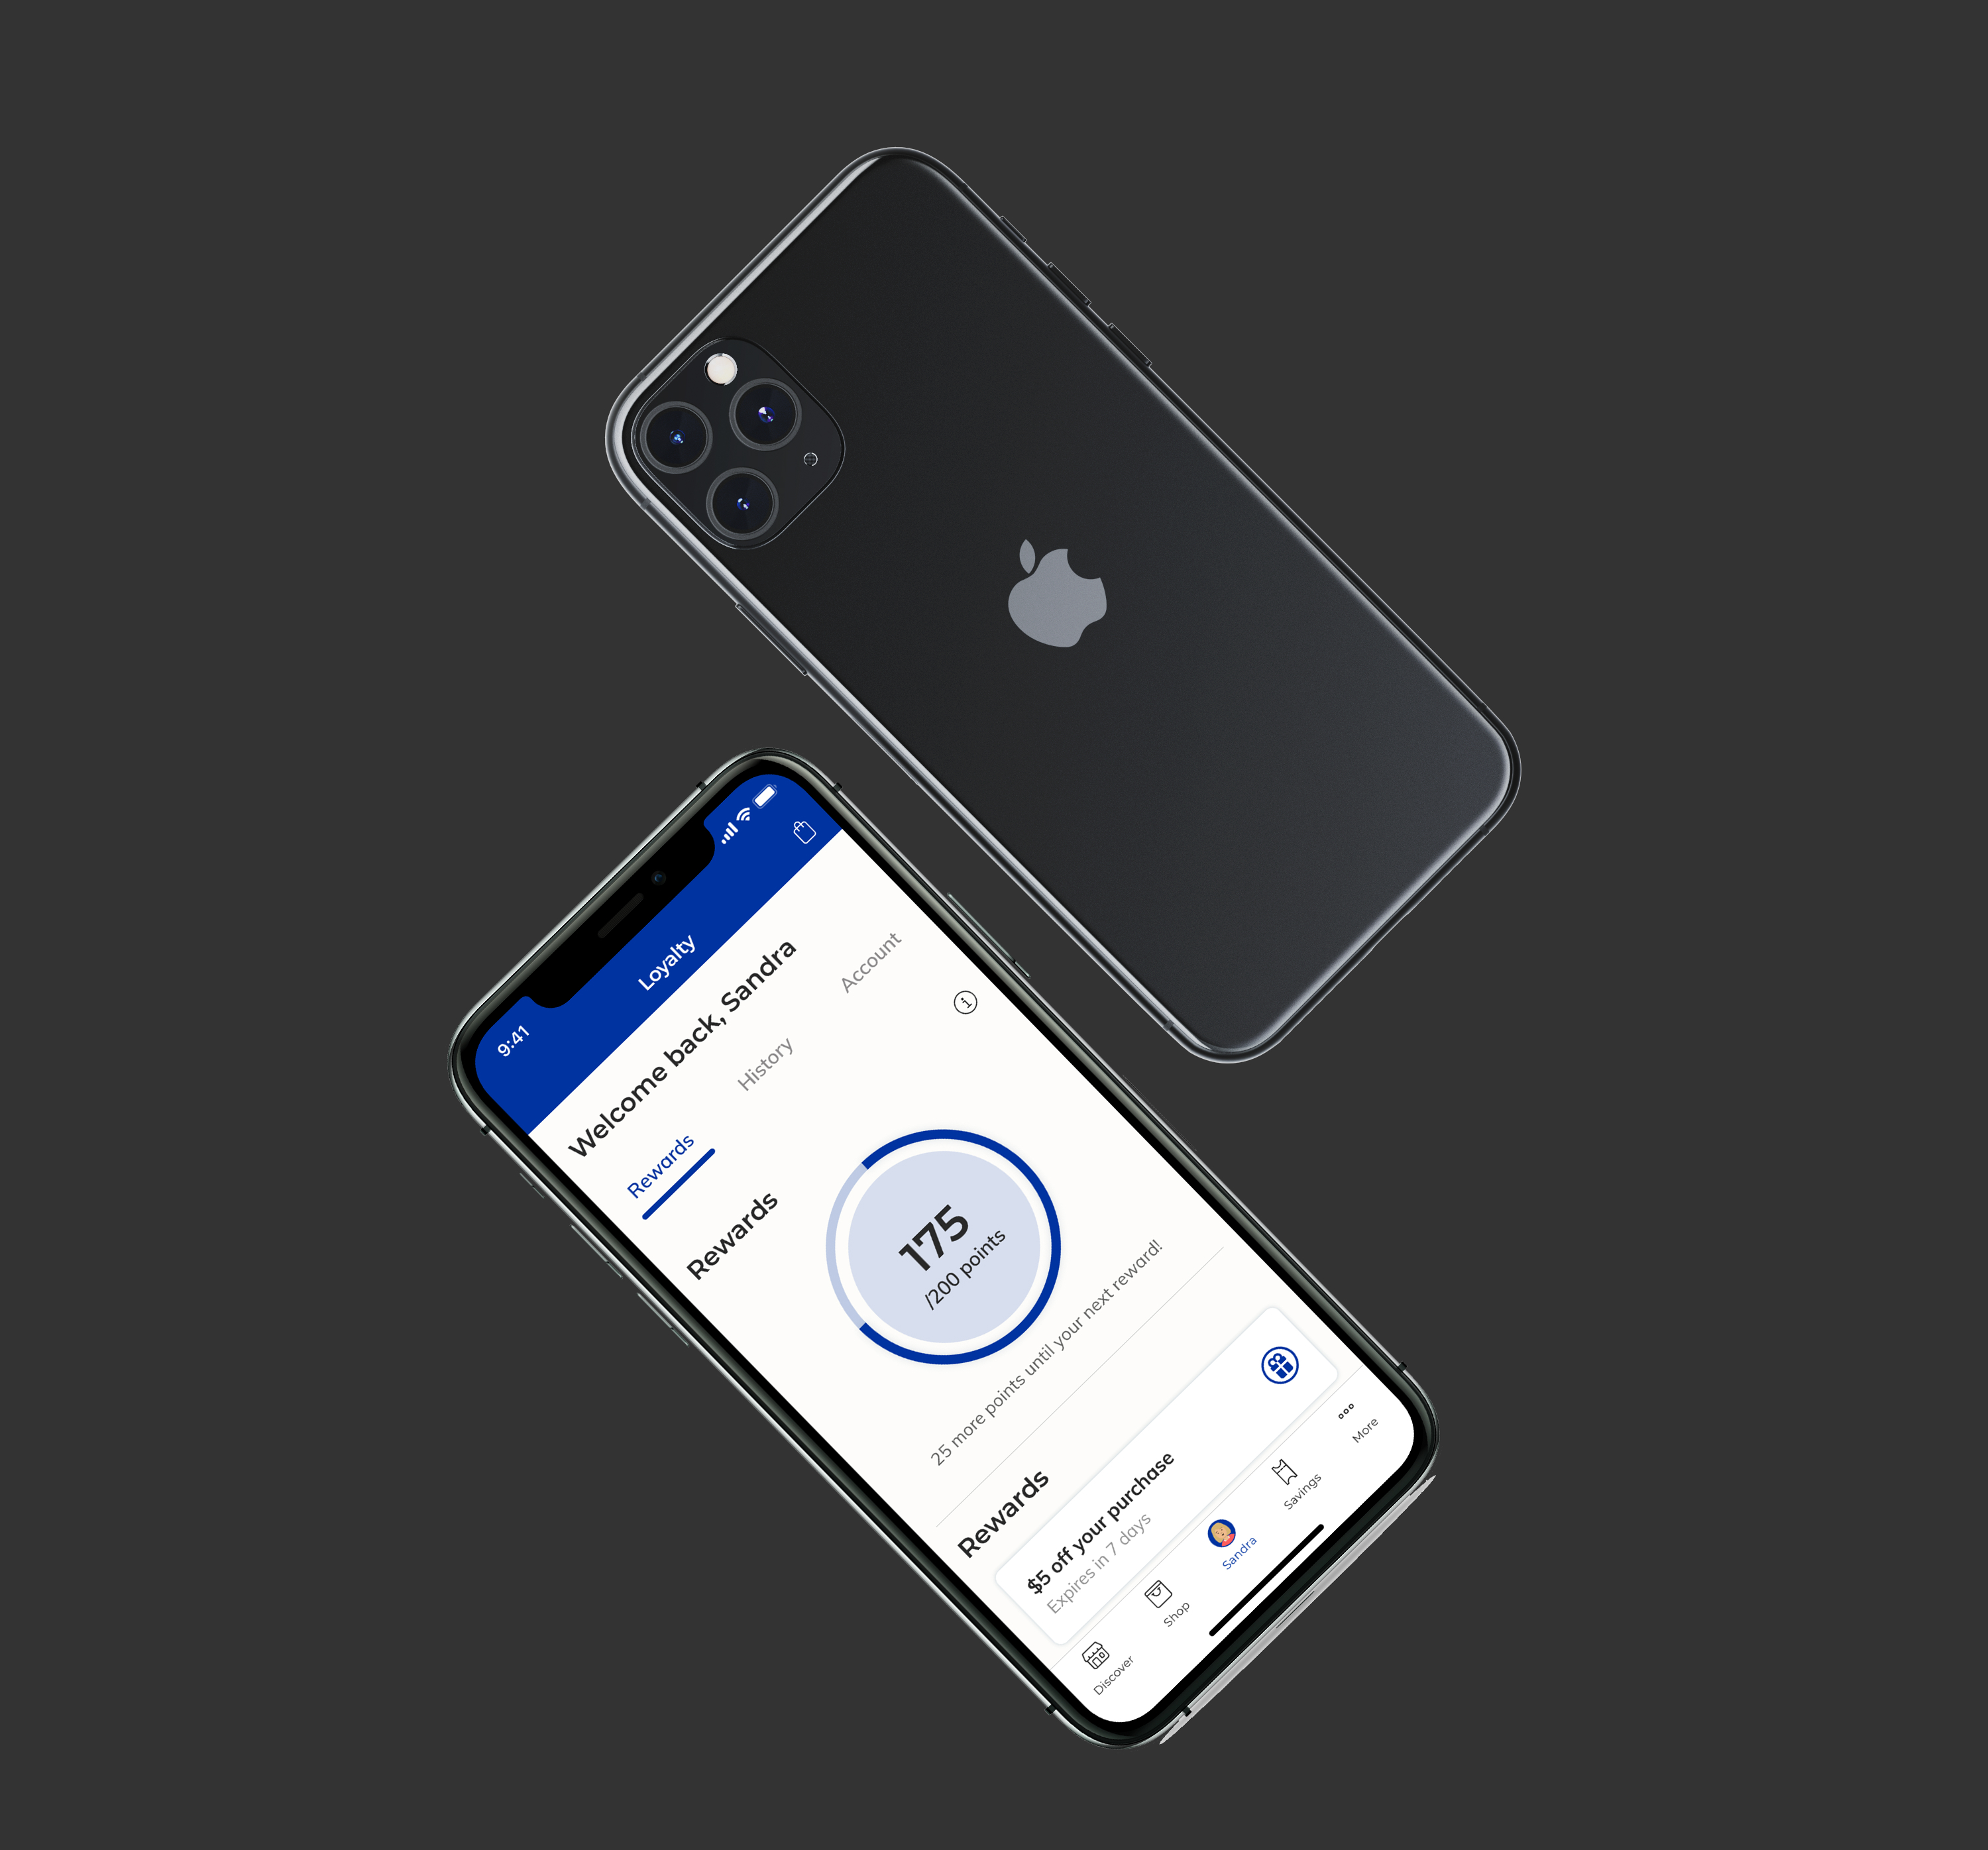 9:41
Loyalty
Welcome back, Sandra
Rewards
History
Account
Rewards
175
/200 points
25 more points until your next reward!
Rewards
$5 off your purchase
Expires in 7 days
Discover
Shop
Sandra
Savings
More